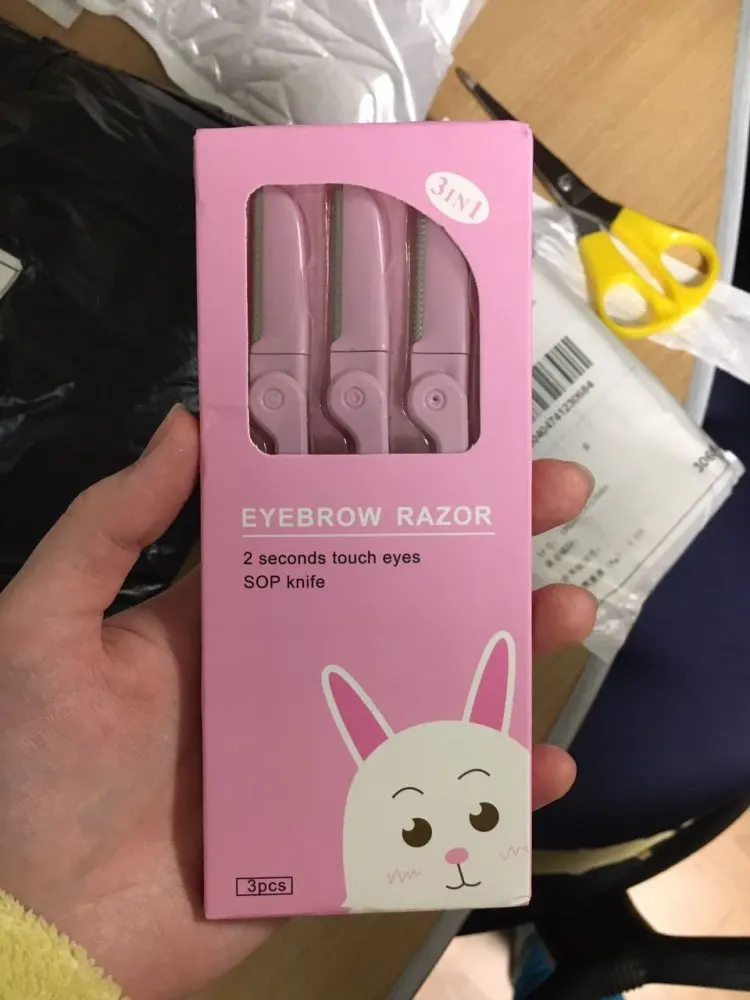 3IN1
EYEBROW RAZOR
2 seconds touch eyes
SOP knife
3pcs